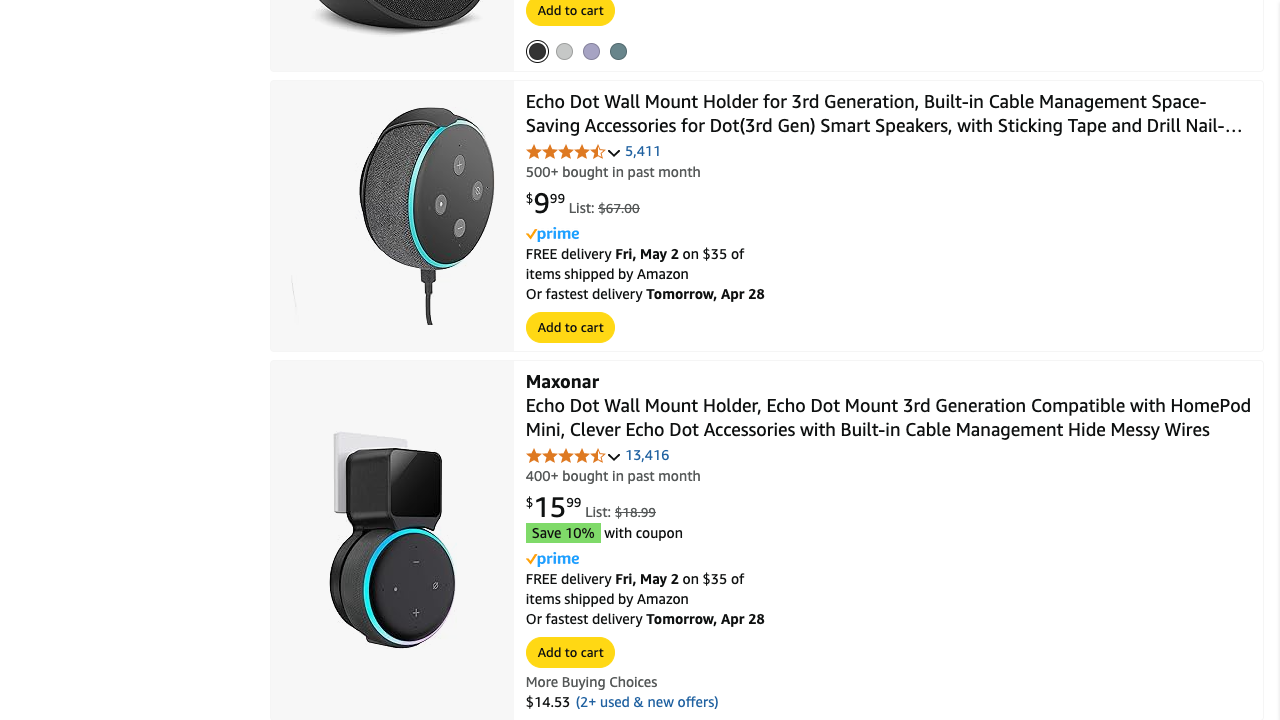 Add to cart
Echo Dot Wall Mount Holder for 3rd Generation, Built-in Cable Management Space-
Saving Accessories for Dot(3rd Gen) Smart Speakers, with Sticking Tape and Drill Nail-…
5,411
500+ bought in past month
$9.99 List: $67.00
prime
FREE delivery Fri, May 2 on $35 of
items shipped by Amazon
Or fastest delivery Tomorrow, Apr 28
Add to cart
Maxonar
Echo Dot Wall Mount Holder, Echo Dot Mount 3rd Generation Compatible with HomePod
Mini, Clever Echo Dot Accessories with Built-in Cable Management Hide Messy Wires
13,416
400+ bought in past month
$15.99 List: $18.99
Save 10% with coupon
prime
FREE delivery Fri, May 2 on $35 of
items shipped by Amazon
Or fastest delivery Tomorrow, Apr 28
Add to cart
More Buying Choices
$14.53 (2+ used & new offers)